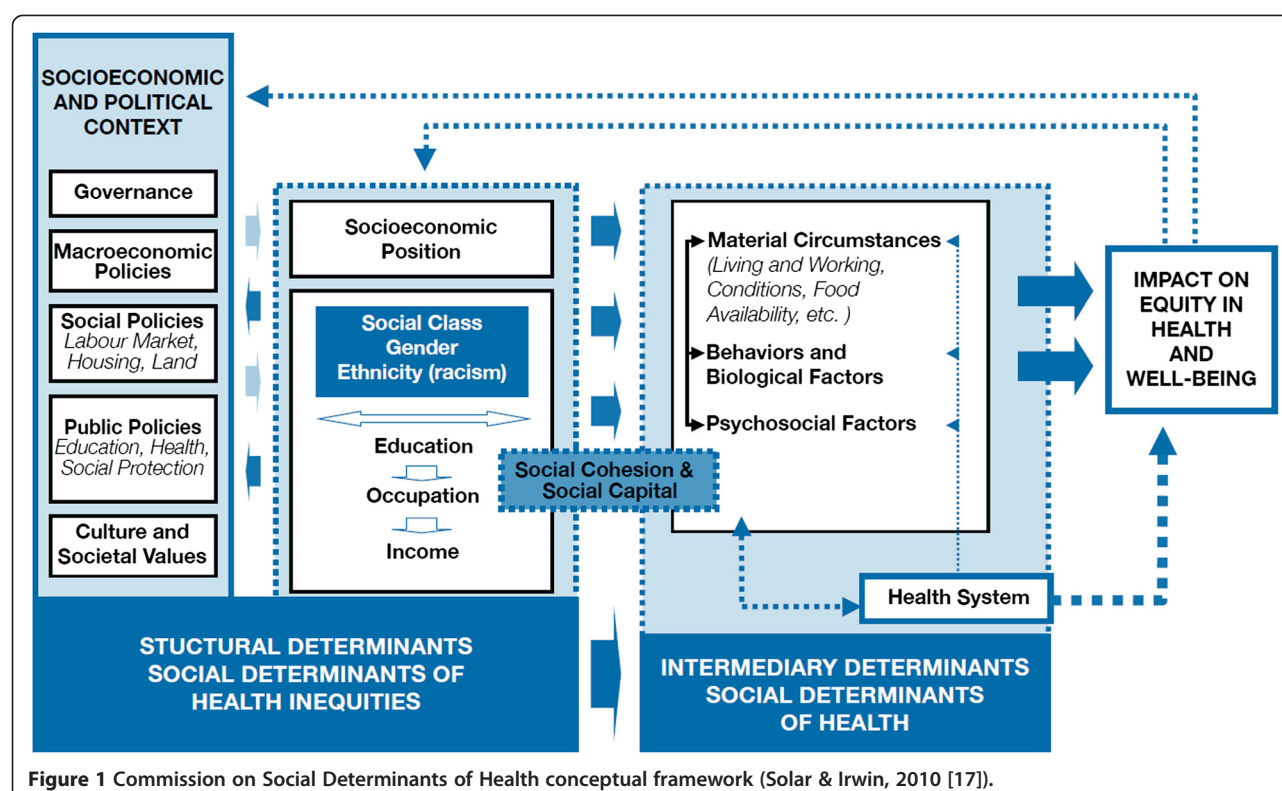 SOCIOECONOMIC
AND POLITICAL
CONTEXT
Governance
Macroeconomic
Policies
Social Policies
Labour Market,
Housing, Land
Public Policies
Education, Health,
Social Protection
Culture and
Societal Values
Socioeconomic
Position
Social Class
Gender
Ethnicity (racism)
Education
Occupation
Income
Social Cohesion &
Social Capital
Material Circumstances
(Living and Working,
Conditions, Food
Availability, etc. )
Behaviors and
Biological Factors
Psychosocial Factors
Health System
IMPACT ON
EQUITY IN
HEALTH
AND
WELL-BEING
STUCTURAL DETERMINANTS
SOCIAL DETERMINANTS OF
HEALTH INEQUITIES
INTERMEDIARY DETERMINANTS
SOCIAL DETERMINANTS
OF HEALTH
Figure 1 Commission on Social Determinants of Health conceptual framework (Solar & Irwin, 2010 [17]).